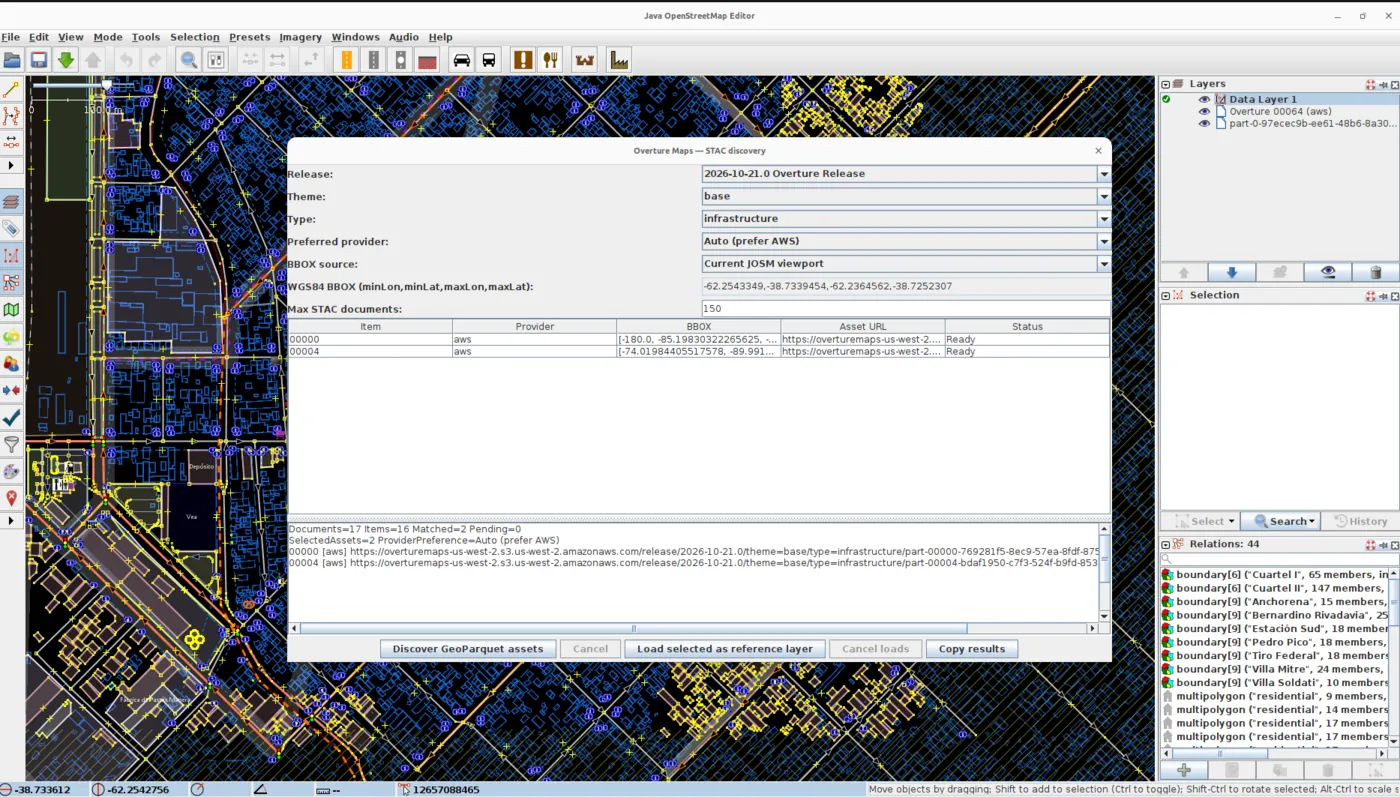 Java OpenStreetMap Editor
File Edit View Mode Tools Selection Presets Imagery Windows Audio Help
Layers
Data Layer 1
Overture 00064 (aws)
part-0-97ecec9b-ee61-48b6-8a30...
Overture Maps — STAC discovery
Release: 2026-10-21.0 Overture Release
Theme: base
Type: infrastructure
Preferred provider: Auto (prefer AWS)
BBOX source: Current JOSM viewport
WGS84 BBOX (minLon,minLat,maxLon,maxLat): -62.2543349,-38.7339454,-62.2364562,-38.7252307
Max STAC documents: 150
Item Provider BBOX Asset URL Status
00000 aws [-180.0, -85.19830322265625, -... https://overturemaps-us-west-2.... Ready
00004 aws [-74.01984405517578, -89.991... https://overturemaps-us-west-2.... Ready
Documents=17 Items=16 Matched=2 Pending=0
SelectedAssets=2 ProviderPreference=Auto (prefer AWS)
00000 [aws] https://overturemaps-us-west-2.s3.us-west-2.amazonaws.com/release/2026-10-21.0/theme=base/type=infrastructure/part-00000-769281f5-8ec9-57ea-8fdf-875
00004 [aws] https://overturemaps-us-west-2.s3.us-west-2.amazonaws.com/release/2026-10-21.0/theme=base/type=infrastructure/part-00004-bdaf1950-c7f3-524f-b9fd-853
Discover GeoParquet assets Cancel Load selected as reference layer Cancel loads Copy results
Depósito
Vea
Selection
Select Search History
Relations: 44
boundary[6] ("Cuartel I", 65 members, in
boundary[6] ("Cuartel II", 147 members,
boundary[9] ("Anchorena", 15 members,
boundary[9] ("Bernardino Rivadavia", 25
boundary[9] ("Estación Sud", 18 member
boundary[9] ("Pedro Pico", 18 members,
boundary[9] ("Tiro Federal", 18 members
boundary[9] ("Villa Mitre", 24 members,
boundary[9] ("Villa Soldati", 10 members
multipolygon ("residential", 9 members,
multipolygon ("residential", 14 members
multipolygon ("residential", 17 members
multipolygon ("residential", 17 members
-38.733612 -62.2542756 -- 12657088465 Move objects by dragging; Shift to add to selection (Ctrl to toggle); Shift-Ctrl to rotate selected; Alt-Ctrl to scale s